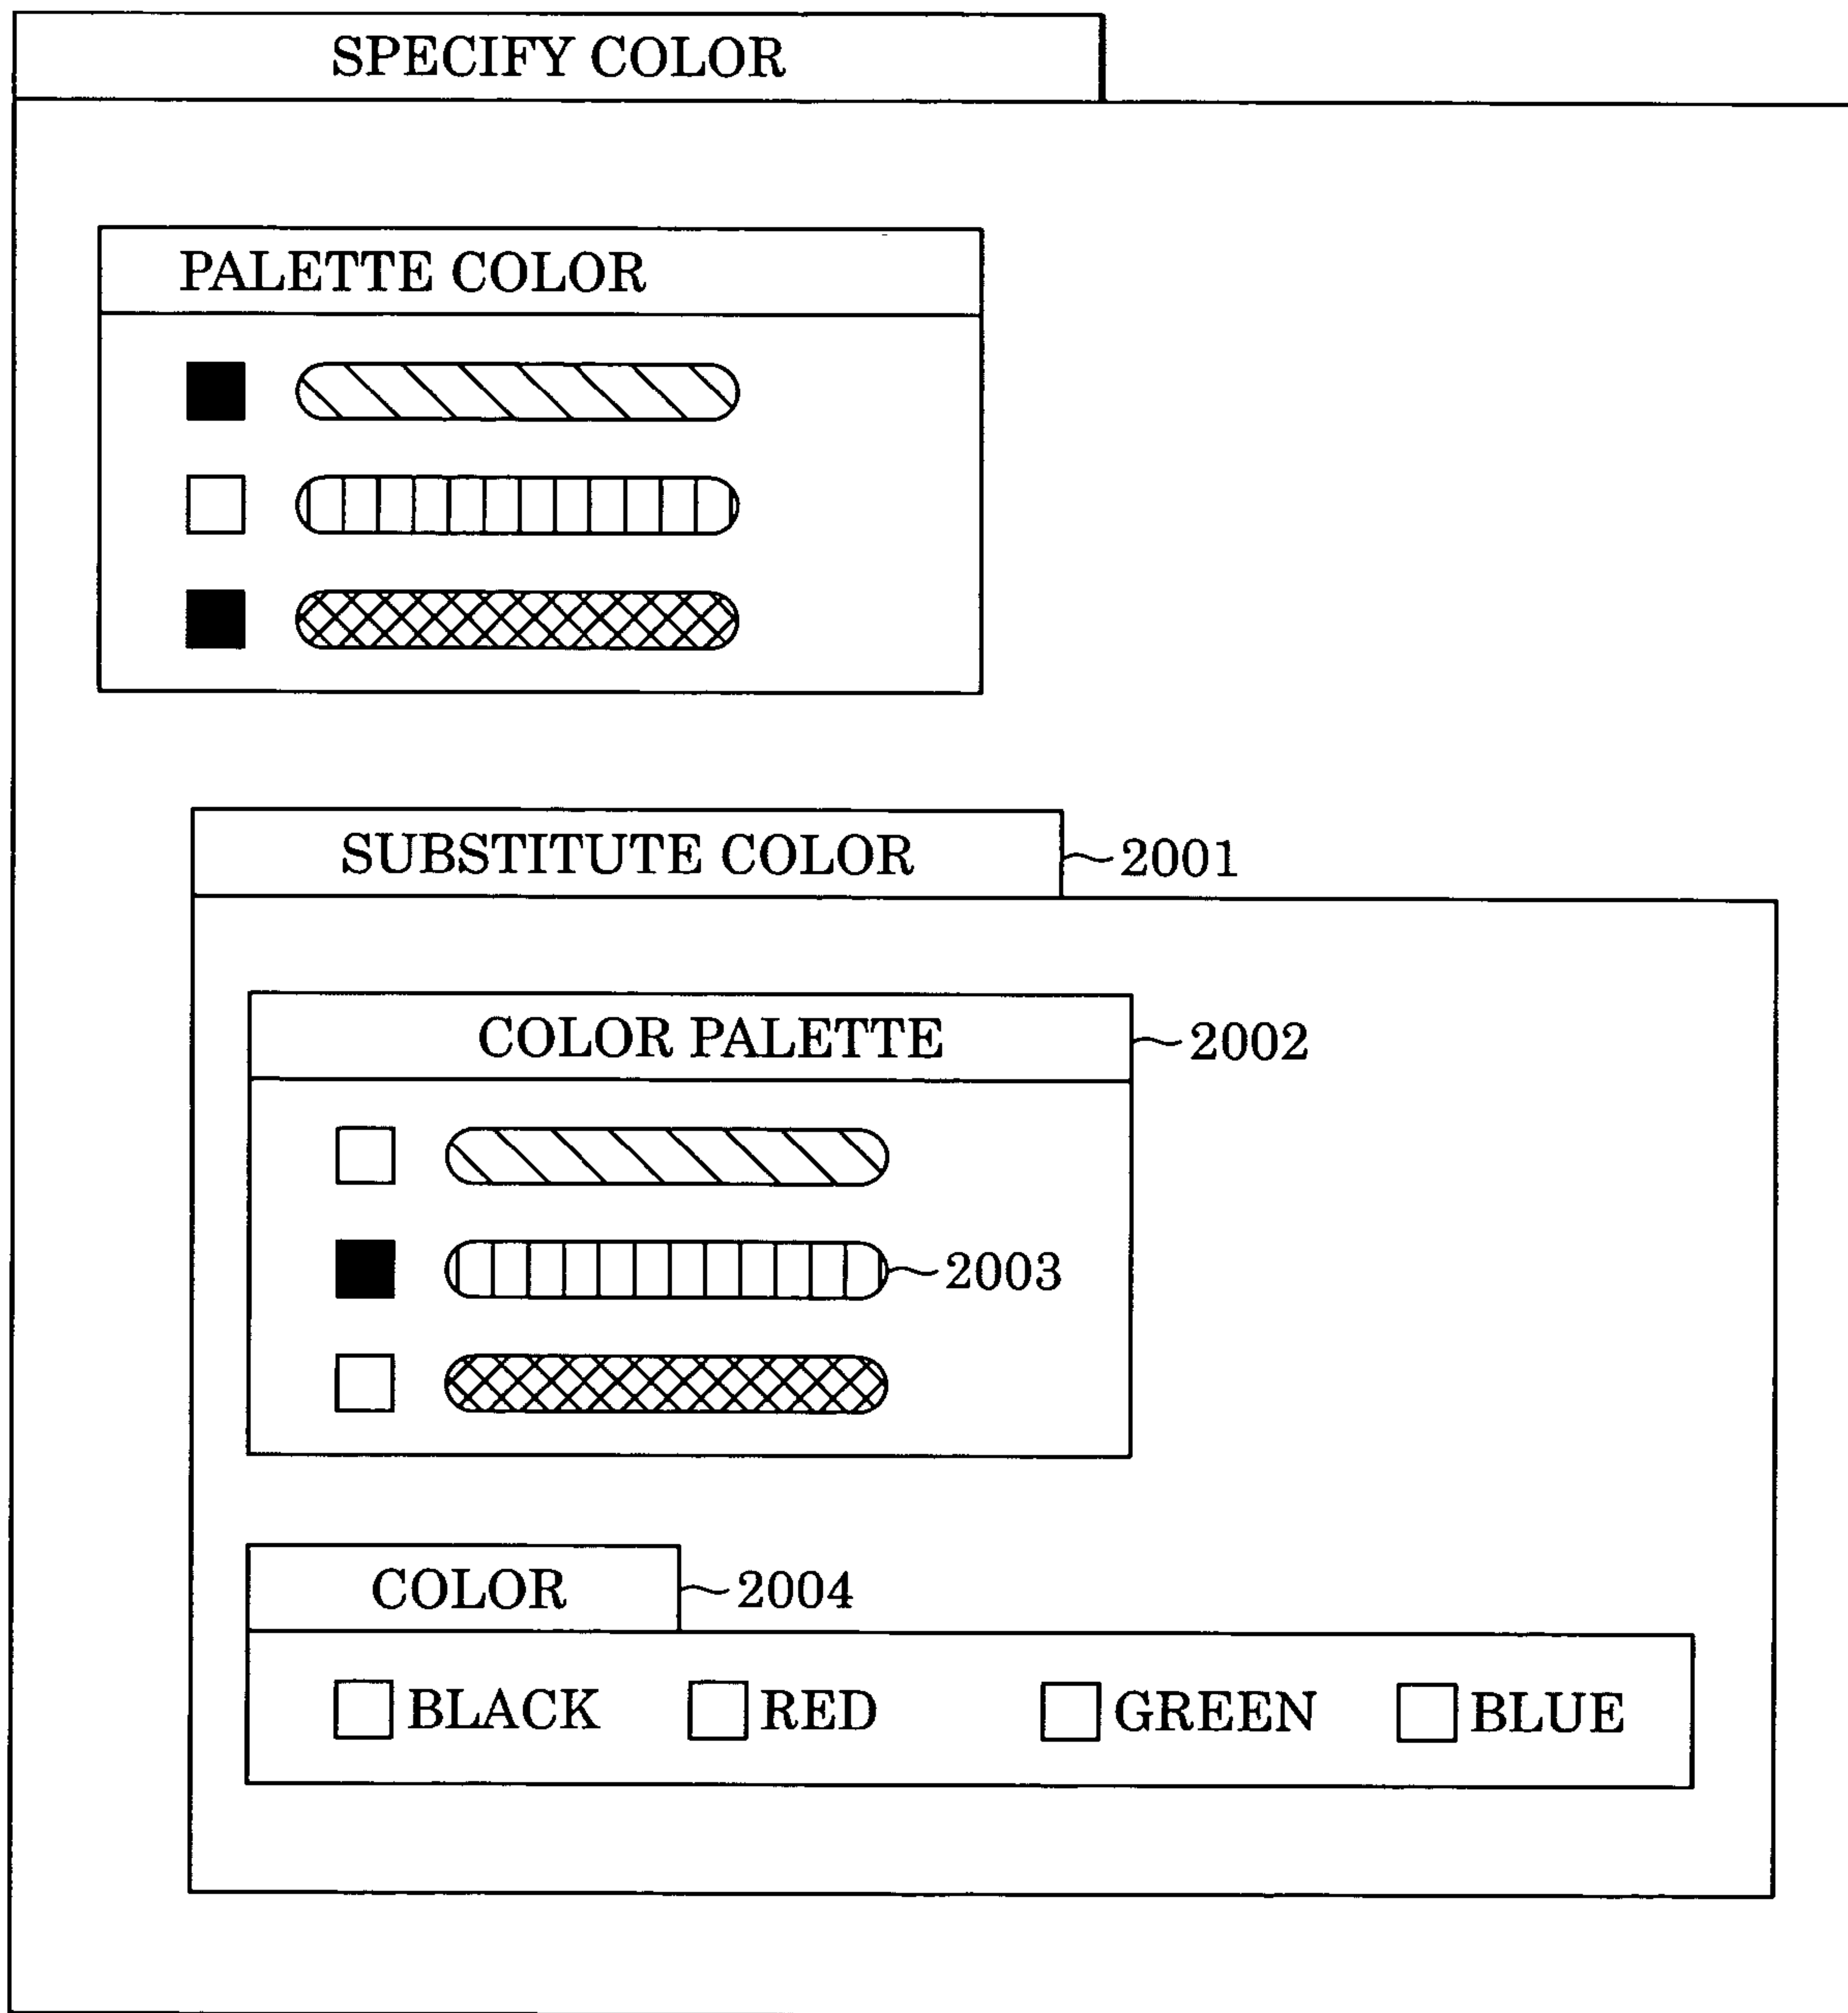 SPECIFY COLOR
PALETTE COLOR
SUBSTITUTE COLOR 2001
COLOR PALETTE 2002
2003
COLOR 2004
BLACK RED GREEN BLUE